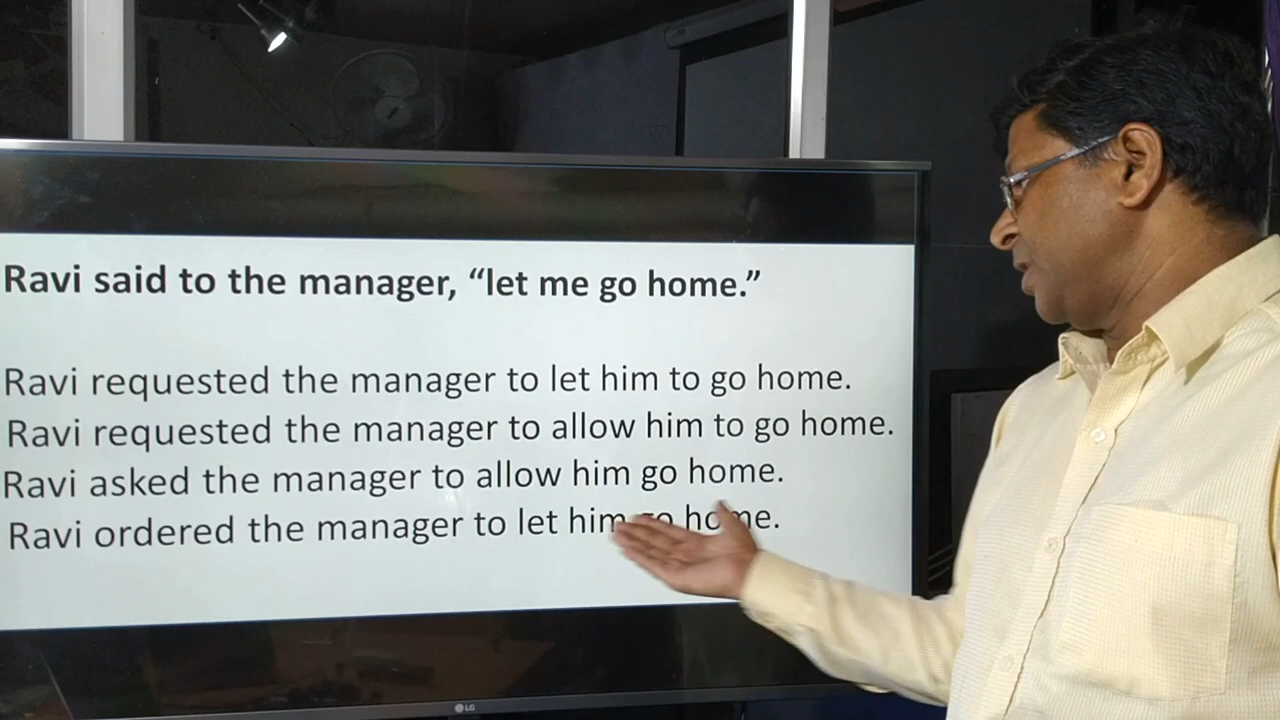 Ravi said to the manager, “let me go home.”
Ravi requested the manager to let him to go home.
Ravi requested the manager to allow him to go home.
Ravi asked the manager to allow him go home.
Ravi ordered the manager to let him go home.
LG